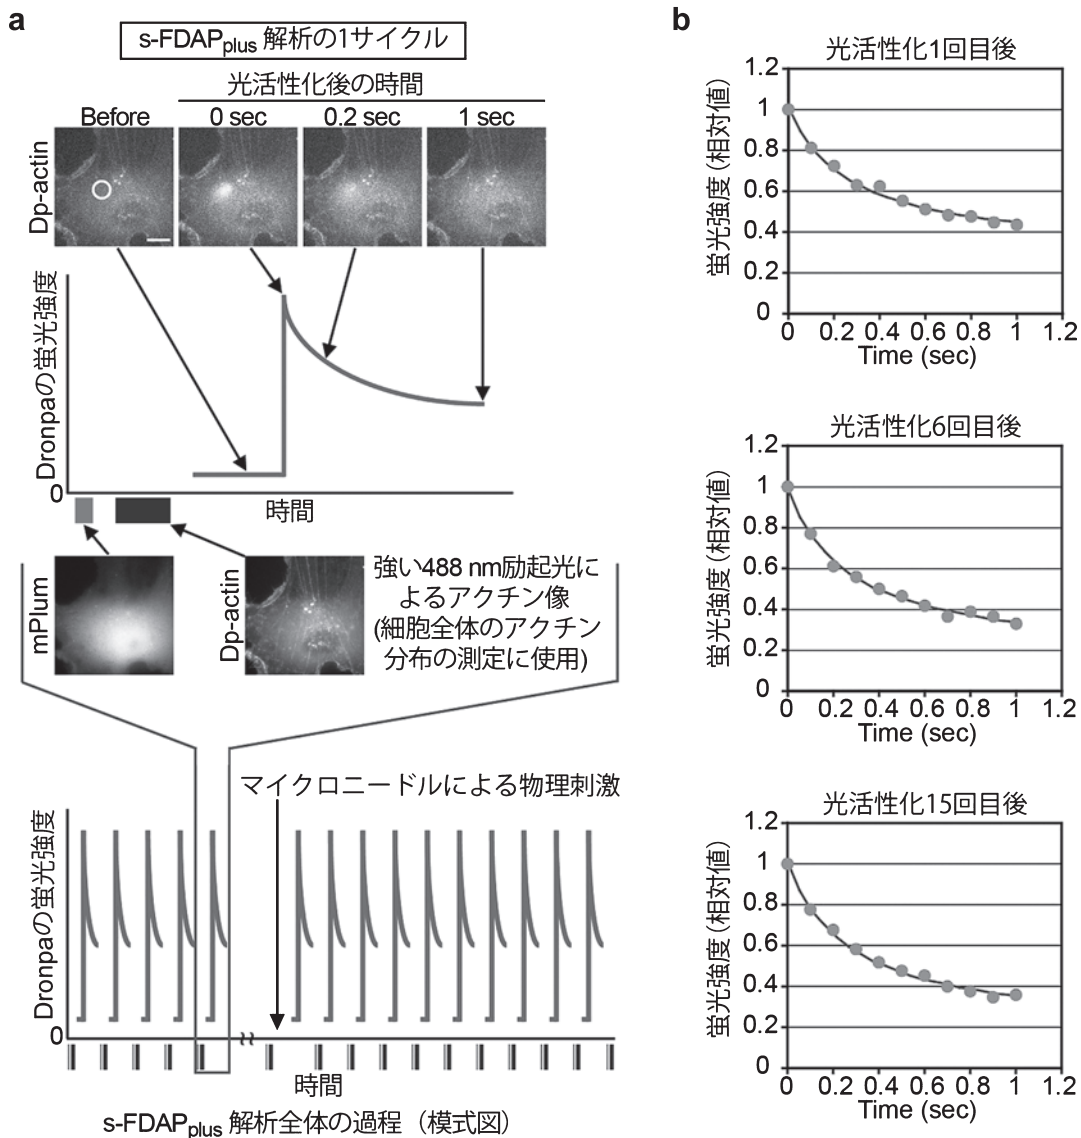 a
s-FDAPplus 解析の1サイクル
光活性化後の時間
Before
0 sec
0.2 sec
1 sec
Dp-actin
Dronpaの蛍光強度
0
時間
mPlum
Dp-actin
強い488 nm励起光に
よるアクチン像
(細胞全体のアクチン
分布の測定に使用)
マイクロニードルによる物理刺激
Dronpaの蛍光強度
0
時間
s-FDAPplus 解析全体の過程（模式図）
b
光活性化1回目後
蛍光強度（相対値）
1.2
1
0.8
0.6
0.4
0.2
0
0 0.2 0.4 0.6 0.8 1 1.2
Time (sec)
光活性化6回目後
蛍光強度（相対値）
1.2
1
0.8
0.6
0.4
0.2
0
0 0.2 0.4 0.6 0.8 1 1.2
Time (sec)
光活性化15回目後
蛍光強度（相対値）
1.2
1
0.8
0.6
0.4
0.2
0
0 0.2 0.4 0.6 0.8 1 1.2
Time (sec)